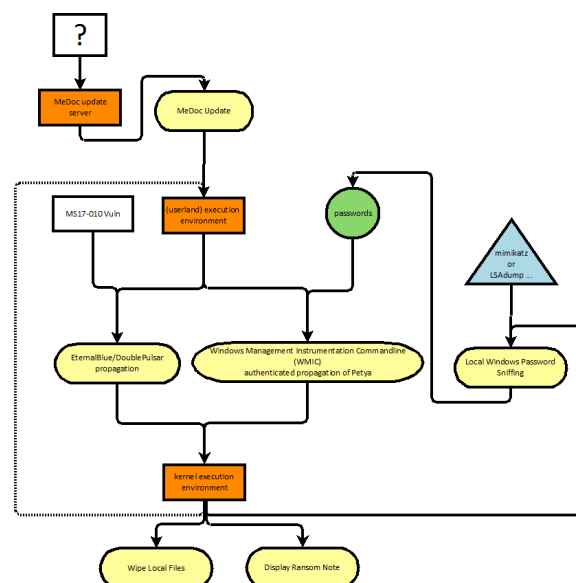 ?
MeDoc update
server
MeDoc Update
MS17-010 Vuln
(userland) execution
environment
passwords
mimikatz
or
LSAdump ...
EternalBlue/DoublePulsar
propagation
Windows Management Instrumentation Commandline
(WMIC)
authenticated propagation of Petya
Local Windows Password
Sniffing
kernel execution
environment
Wipe Local Files
Display Ransom Note